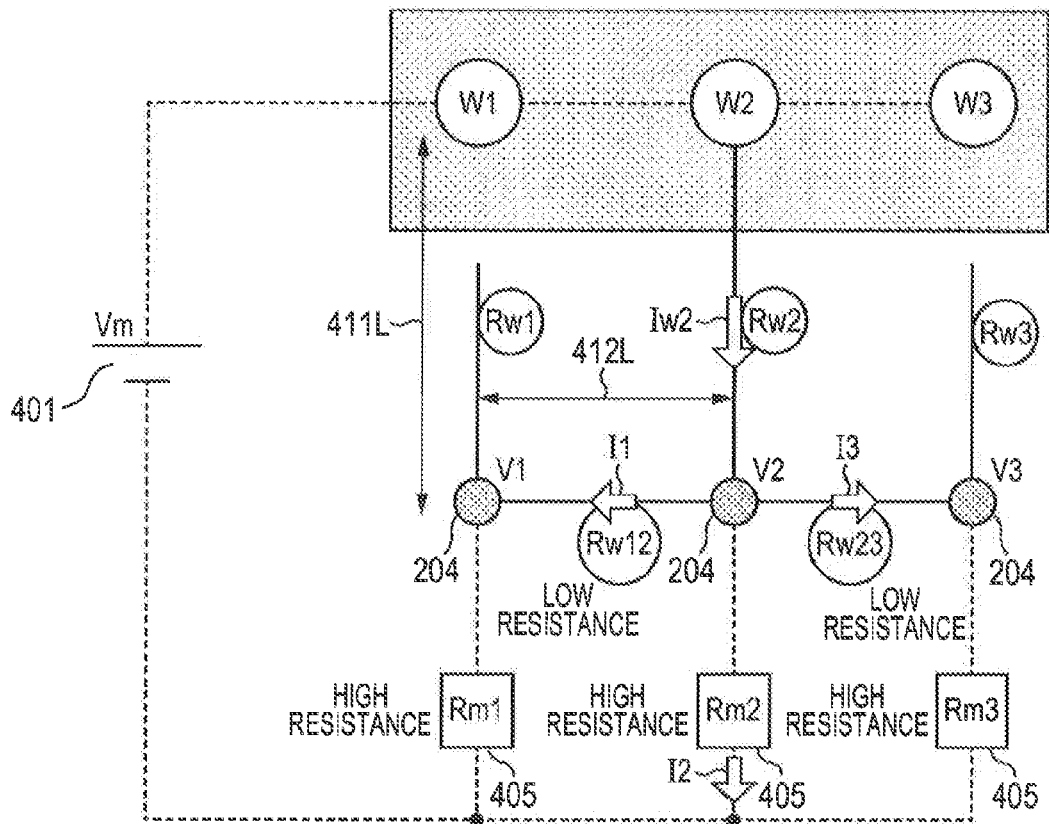 W1 W2 W3
Vm
401
411L
Rw1
Iw2
Rw2
Rw3
412L
V1
I1
V2
I3
V3
204
Rw12
204
Rw23
204
LOW
RESISTANCE
LOW
RESISTANCE
HIGH
RESISTANCE
Rm1
HIGH
RESISTANCE
Rm2
HIGH
RESISTANCE
Rm3
405
I2
405
405